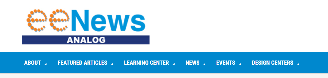 eeNews
ANALOG
ABOUT FEATURED ARTICLES LEARNING CENTER NEWS EVENTS DESIGN CENTERS